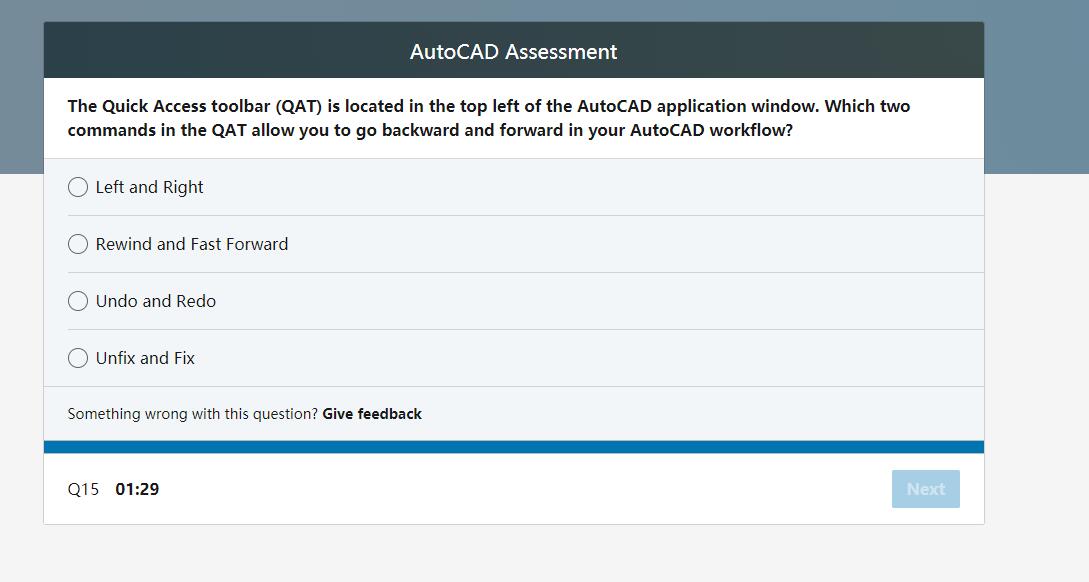 AutoCAD Assessment
The Quick Access toolbar (QAT) is located in the top left of the AutoCAD application window. Which two
commands in the QAT allow you to go backward and forward in your AutoCAD workflow?
Left and Right
Rewind and Fast Forward
Undo and Redo
Unfix and Fix
Something wrong with this question? Give feedback
Q15 01:29
Next